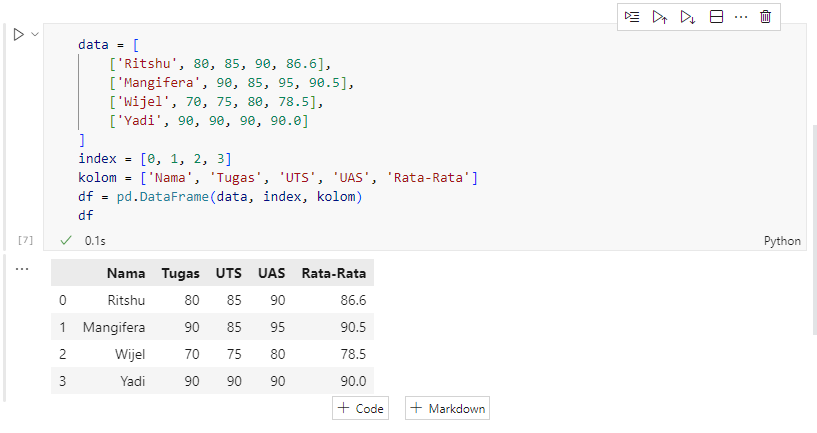 data = [
    ['Ritshu', 80, 85, 90, 86.6],
    ['Mangifera', 90, 85, 95, 90.5],
    ['Wijel', 70, 75, 80, 78.5],
    ['Yadi', 90, 90, 90, 90.0]
]
index = [0, 1, 2, 3]
kolom = ['Nama', 'Tugas', 'UTS', 'UAS', 'Rata-Rata']
df = pd.DataFrame(data, index, kolom)
df
[7] 0.1s Python
Nama Tugas UTS UAS Rata-Rata
0 Ritshu 80 85 90 86.6
1 Mangifera 90 85 95 90.5
2 Wijel 70 75 80 78.5
3 Yadi 90 90 90 90.0
+ Code + Markdown